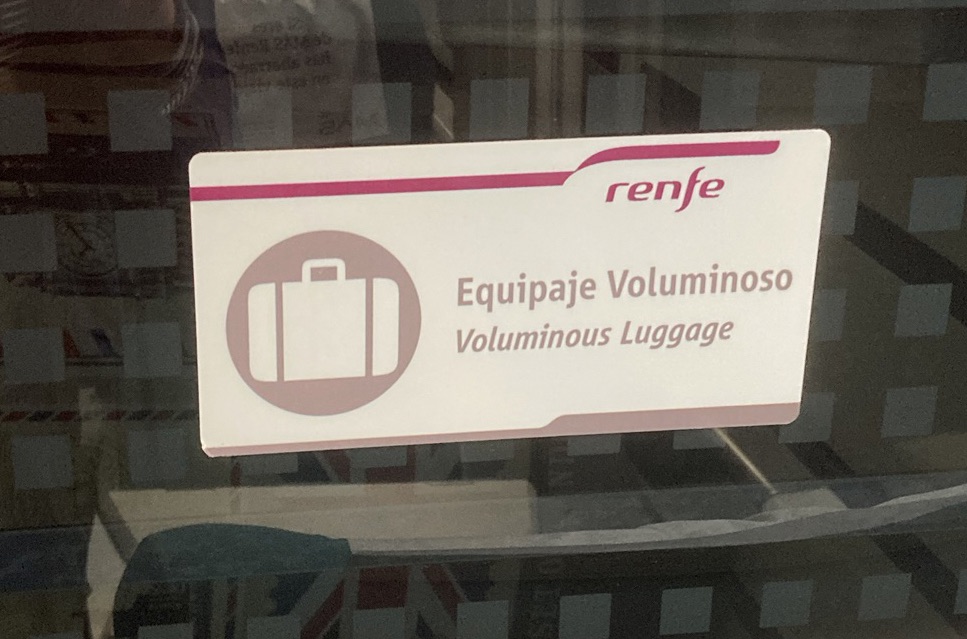 renfe
Equipaje Voluminoso
Voluminous Luggage